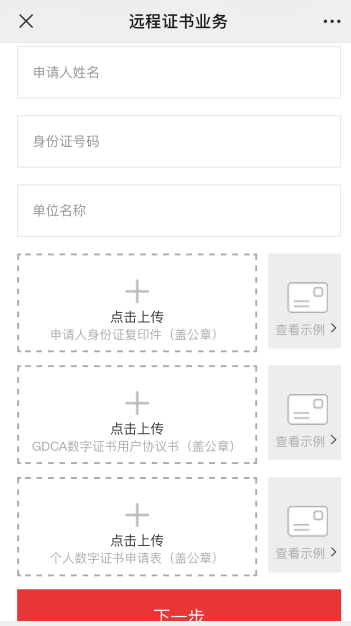 远程证书业务
申请人姓名
身份证号码
单位名称
点击上传
申请人身份证复印件（盖公章）
查看示例
点击上传
GDCA数字证书用户协议书（盖公章）
查看示例
点击上传
个人数字证书申请表（盖公章）
查看示例
下一步